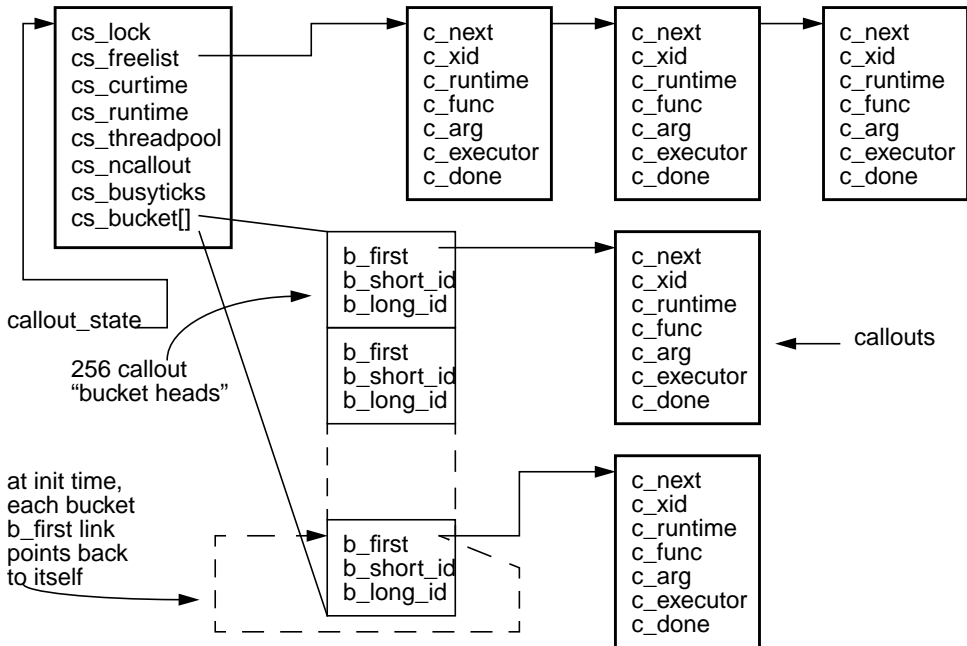 cs_lock
cs_freelist
cs_curtime
cs_runtime
cs_threadpool
cs_ncallout
cs_busyticks
cs_bucket[]
c_next
c_xid
c_runtime
c_func
c_arg
c_executor
c_done
c_next
c_xid
c_runtime
c_func
c_arg
c_executor
c_done
c_next
c_xid
c_runtime
c_func
c_arg
c_executor
c_done
callout_state
256 callout
“bucket heads”
b_first
b_short_id
b_long_id
b_first
b_short_id
b_long_id
c_next
c_xid
c_runtime
c_func
c_arg
c_executor
c_done
callouts
at init time,
each bucket
b_first link
points back
to itself
b_first
b_short_id
b_long_id
c_next
c_xid
c_runtime
c_func
c_arg
c_executor
c_done